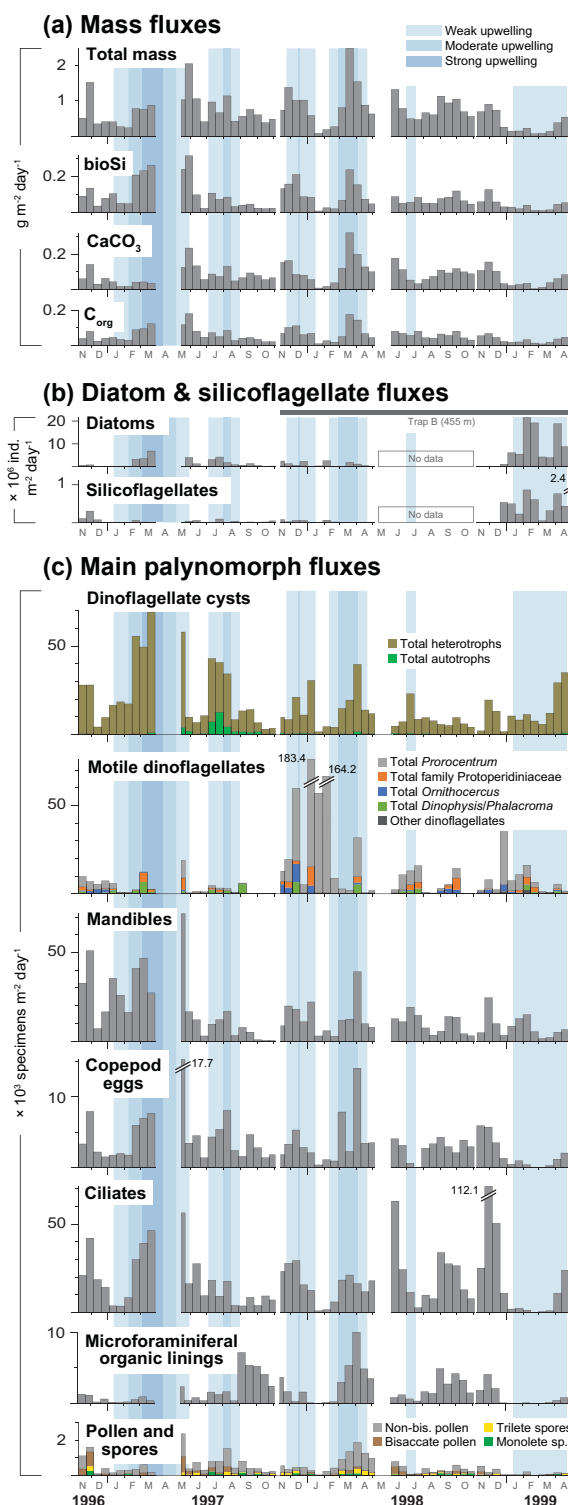 (a) Mass fluxes
Weak upwelling
Moderate upwelling
Strong upwelling
Total mass
2
1
bioSi
0.2
CaCO3
0.2
Corg
0.2
g m-2 day-1
N D J F M A M J J A S O N D J F M A M J J A S O N D J F M A
(b) Diatom & silicoflagellate fluxes
Trap B (455 m)
Diatoms
20
10
No data
Silicoflagellates
1
2.4
No data
× 10⁶ ind.
m-2 day-1
N D J F M A M J J A S O N D J F M A M J J A S O N D J F M A
(c) Main palynomorph fluxes
Dinoflagellate cysts
50
Total heterotrophs
Total autotrops
Motile dinoflagellates
183.4
164.2
50
Total Prorocentrum
Total family Protoperidiniaceae
Total Ornithocercus
Total Dinophysis/Phalacroma
Other dinoflagellates
Mandibles
50
Copepod
eggs
17.7
10
Ciliates
112.1
50
Microforaminiferal
organic linings
10
Pollen and
spores
2
Non-bis. pollen
Trilete spores
Bisaccate pollen
Monolete sp.
× 10³ specimens m-2 day-1
N D J F M A M J J A S O N D J F M A M J J A S O N D J F M A
1996 1997 1998 1999